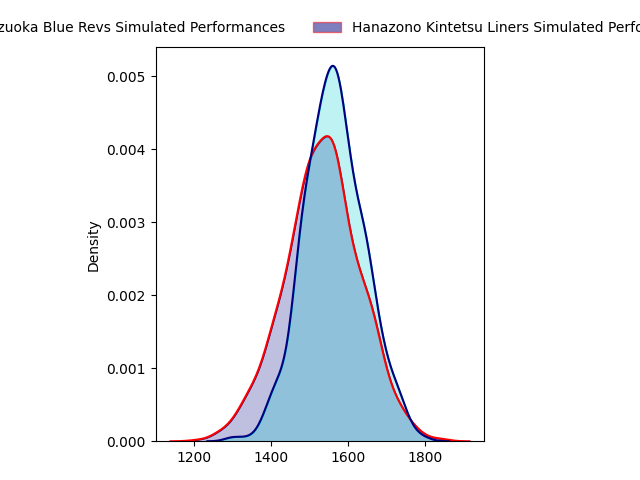 zuoka Blue Revs Simulated Performances
Hanazono Kintetsu Liners Simulated Perfo
Density
0.005
0.004
0.003
0.002
0.001
0.000
1200 1400 1600 1800